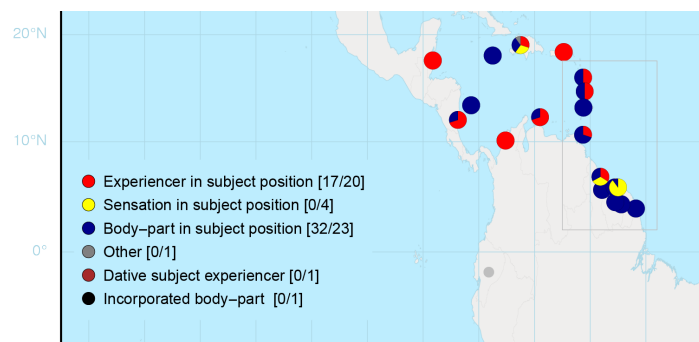 20°N
10°N
0°
Experiencer in subject position [17/20]
Sensation in subject position [0/4]
Body–part in subject position [32/23]
Other [0/1]
Dative subject experiencer [0/1]
Incorporated body–part [0/1]